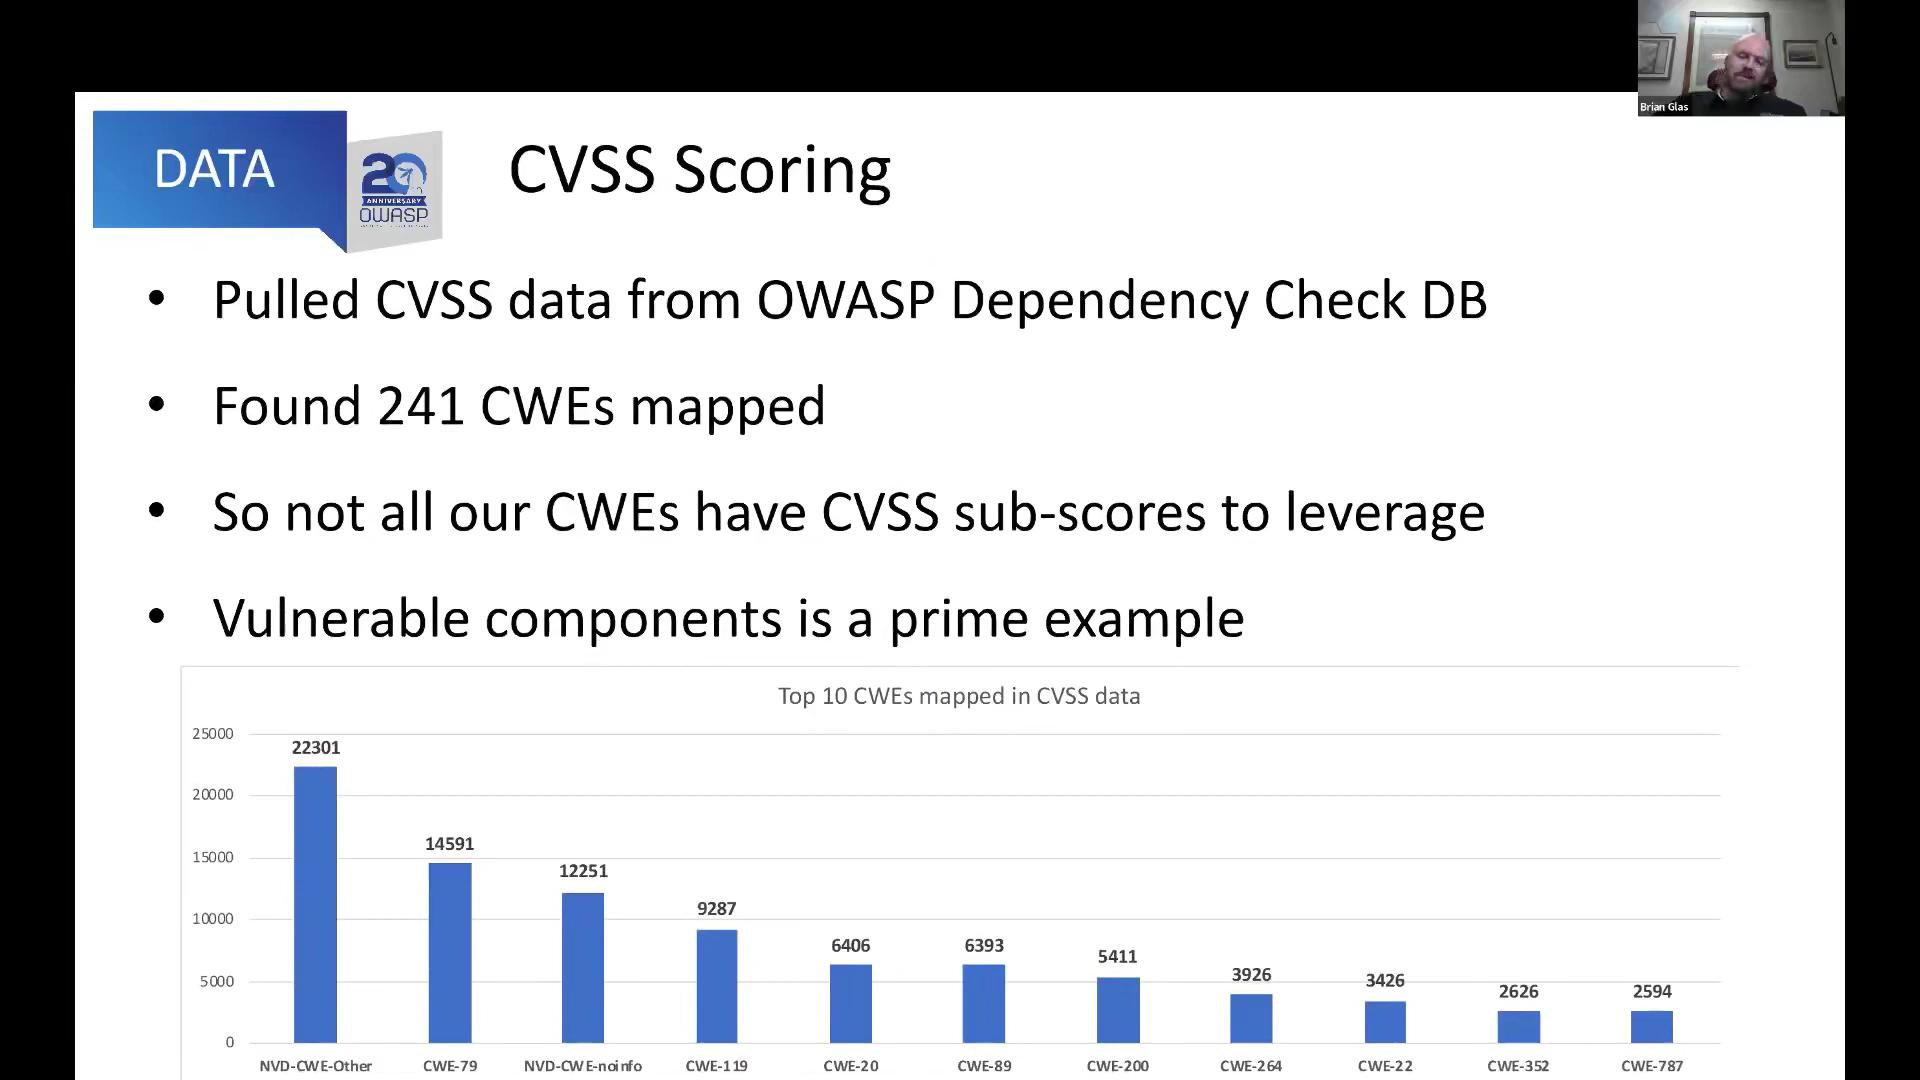 Brian Glas
DATA
20
ANNIVERSARY
OWASP
CVSS Scoring
• Pulled CVSS data from OWASP Dependency Check DB
• Found 241 CWEs mapped
• So not all our CWEs have CVSS sub-scores to leverage
• Vulnerable components is a prime example
Top 10 CWEs mapped in CVSS data
25000
20000
15000
10000
5000
0
22301
14591
12251
9287
6406
6393
5411
3926
3426
2626
2594
NVD-CWE-Other
CWE-79
NVD-CWE-noinfo
CWE-119
CWE-20
CWE-89
CWE-200
CWE-264
CWE-22
CWE-352
CWE-787